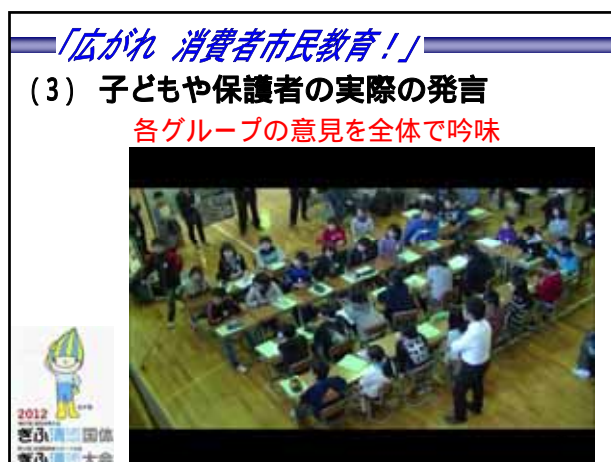 「広がれ 消費者市民教育！」
(3) 子どもや保護者の実際の発言
各グループの意見を全体で吟味
2012
ぎふ清流国体
ぎふ清流大会